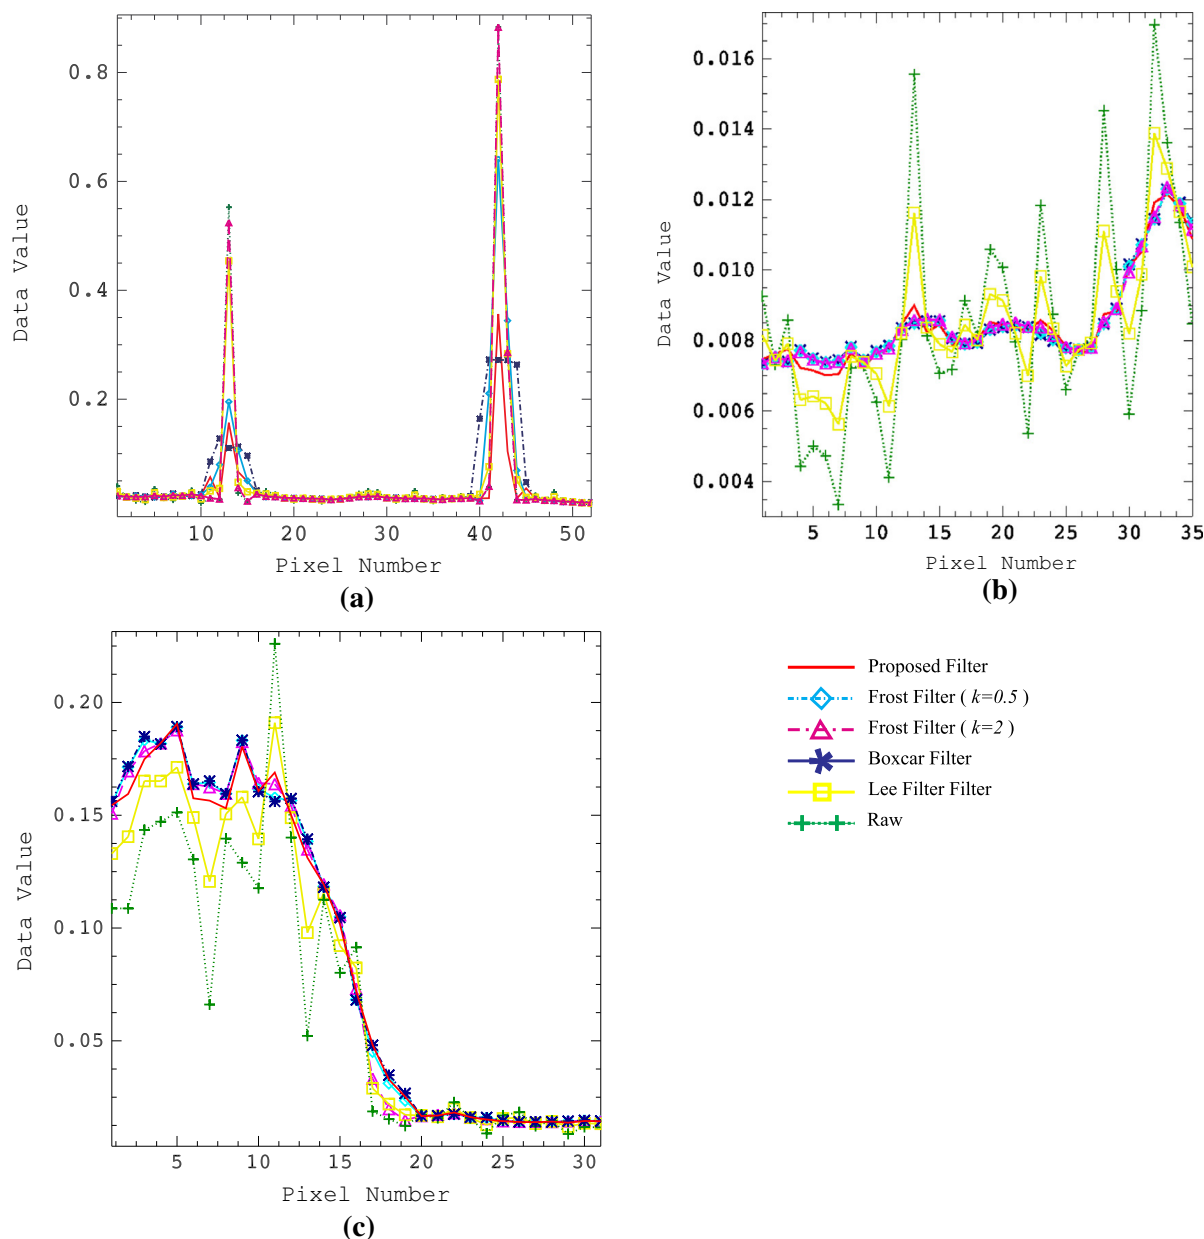 0.8
0.6
0.4
0.2
Data Value
10 20 30 40 50
Pixel Number
(a)
0.016
0.014
0.012
0.010
0.008
0.006
0.004
Data Value
5 10 15 20 25 30 35
Pixel Number
(b)
0.20
0.15
0.10
0.05
Data Value
5 10 15 20 25 30
Pixel Number
(c)
Proposed Filter
Frost Filter ( k=0.5 )
Frost Filter ( k=2 )
Boxcar Filter
Lee Filter Filter
Raw